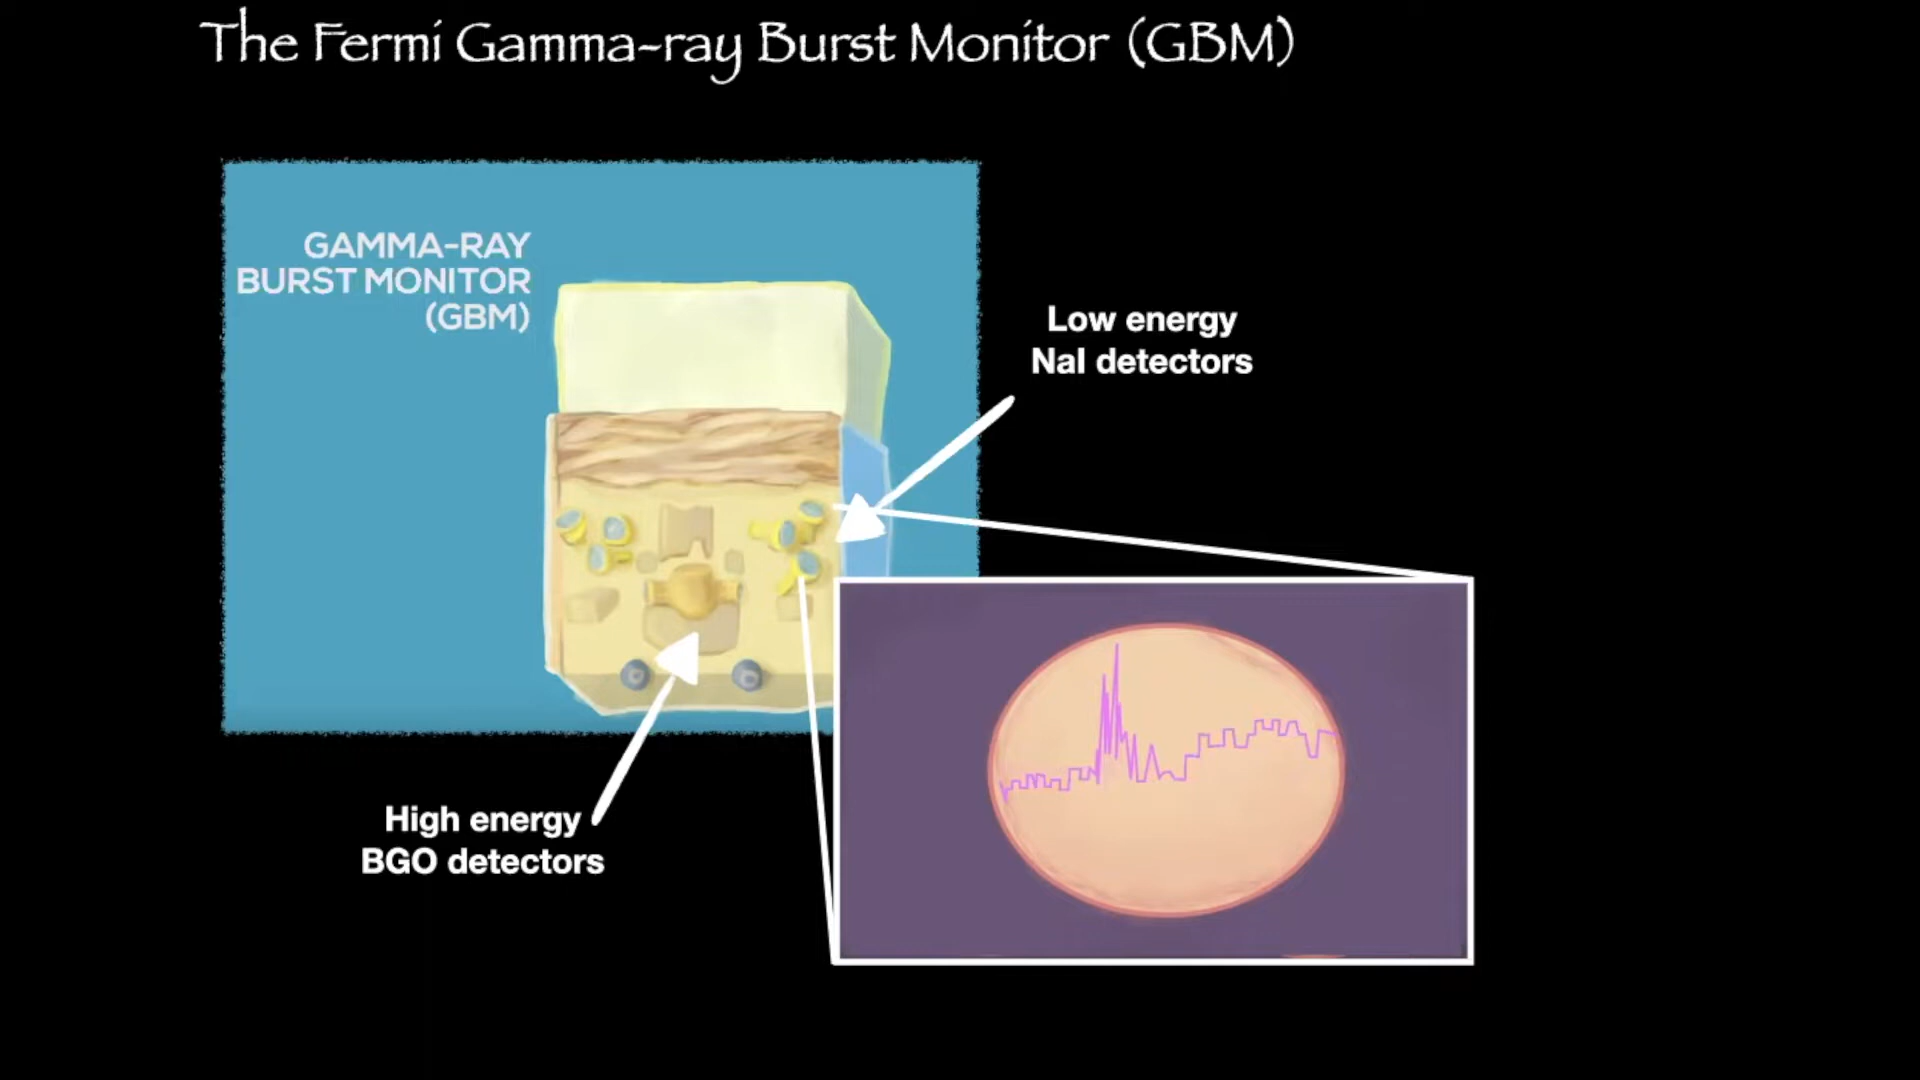 The Fermi Gamma-ray Burst Monitor (GBM)
GAMMA-RAY
BURST MONITOR
(GBM)
Low energy
NaI detectors
High energy
BGO detectors